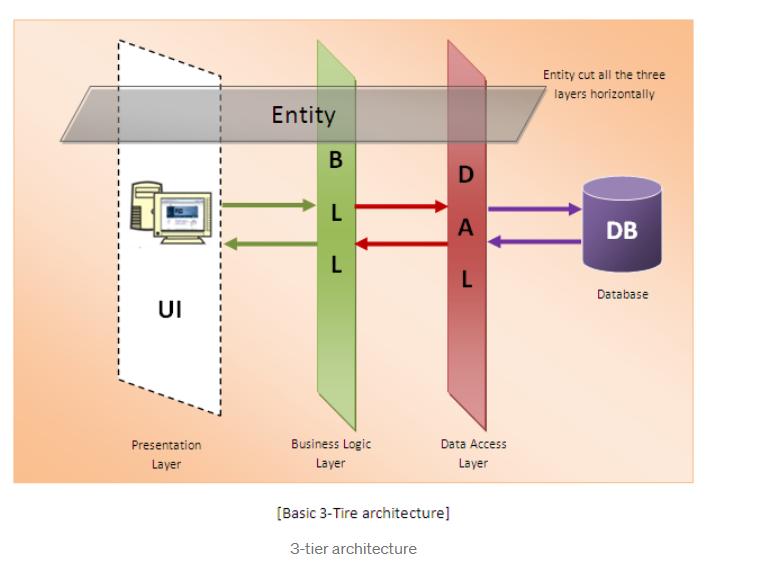 Entity cut all the three
layers horizontally
Entity
B
L
L
D
A
L
DB
UI
Database
Presentation
Layer
Business Logic
Layer
Data Access
Layer
[Basic 3-Tire architecture]
3-tier architecture